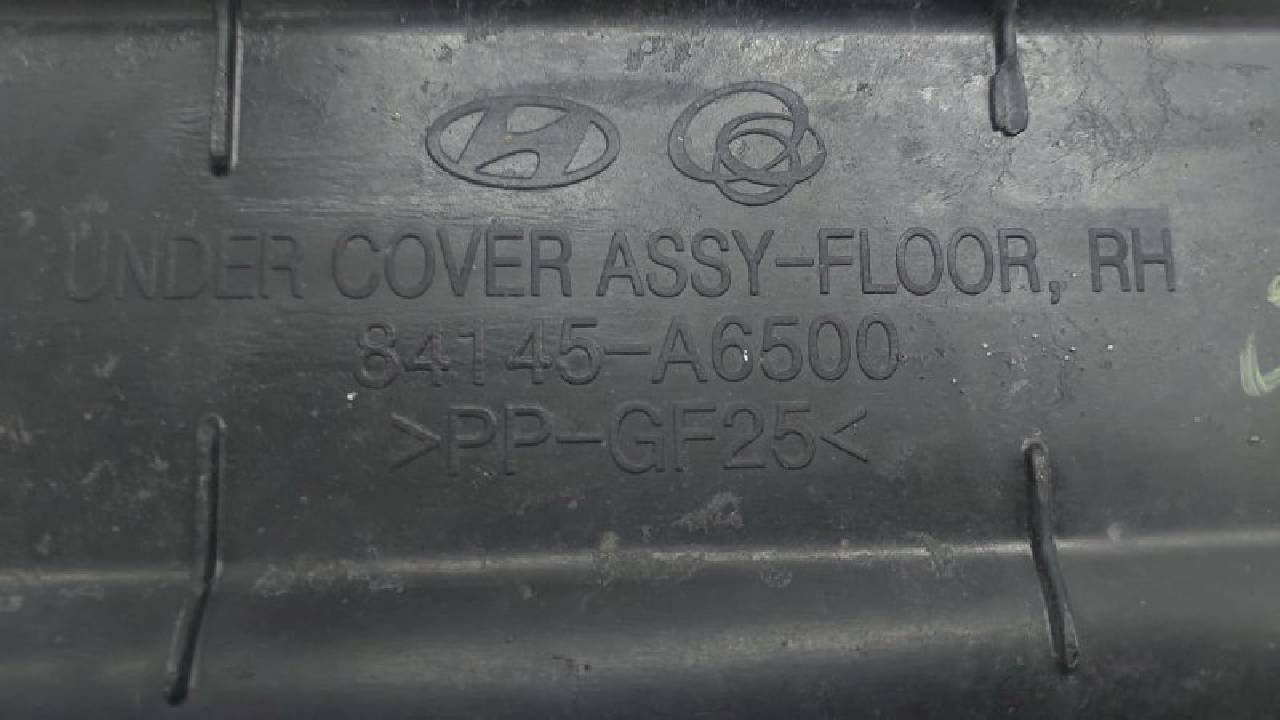 UNDER COVER ASSY-FLOOR, RH
84145-A6500
>PP-GF25<